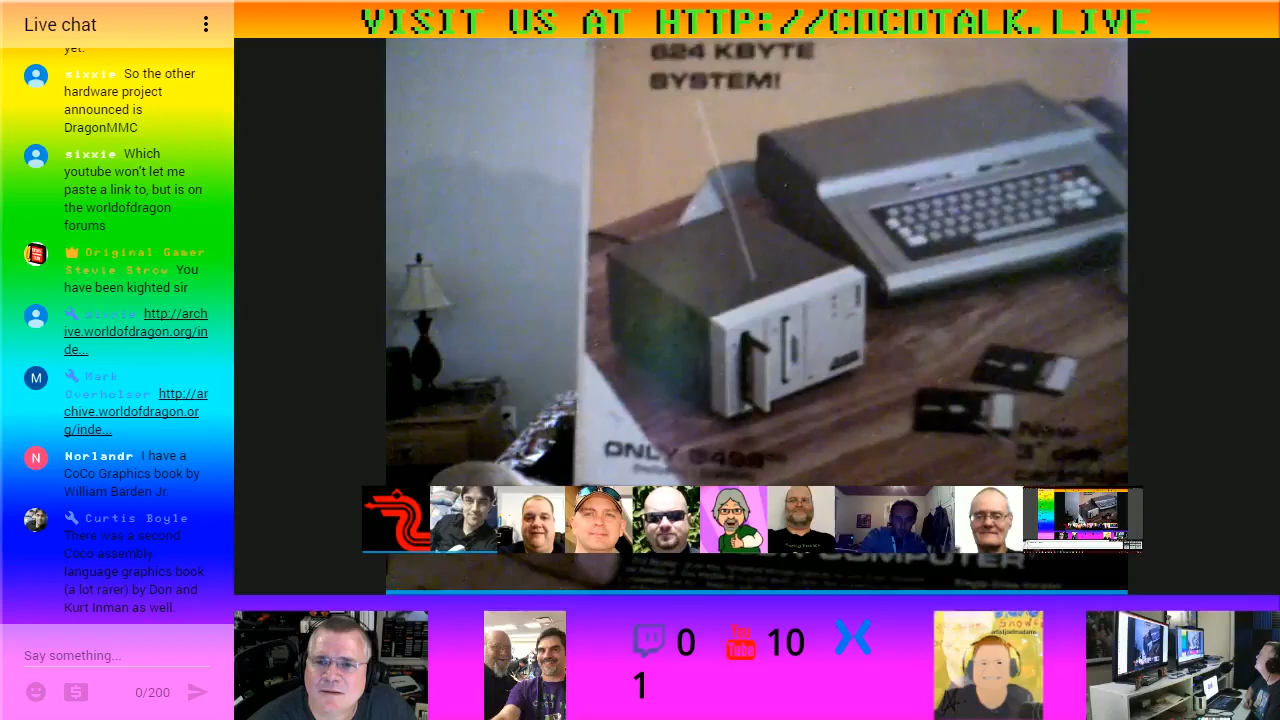 VISIT US AT HTTP://COCOTALK.LIVE
Live chat
yet.
sixxie So the other
hardware project
announced is
DragonMMC
sixxie Which
youtube won't let me
paste a link to, but is on
the worldofdragon
forums
Original Gamer
Stevie Strow You
have been kighted sir
sixxie http://arch
ive.worldofdragon.org/in
de...
Mark
Overholser http://ar
chive.worldofdragon.or
g/inde...
N
M
Norlandr I have a
CoCo Graphics book by
William Barden Jr.
Curtis Boyle
There was a second
Coco assembly
language graphics book
(a lot rarer) by Don and
Kurt Inman as well.
Say something...
0/200
624 KBYTE
SYSTEM!
ONLY
COMPUTER
0
You
Tube
10
1